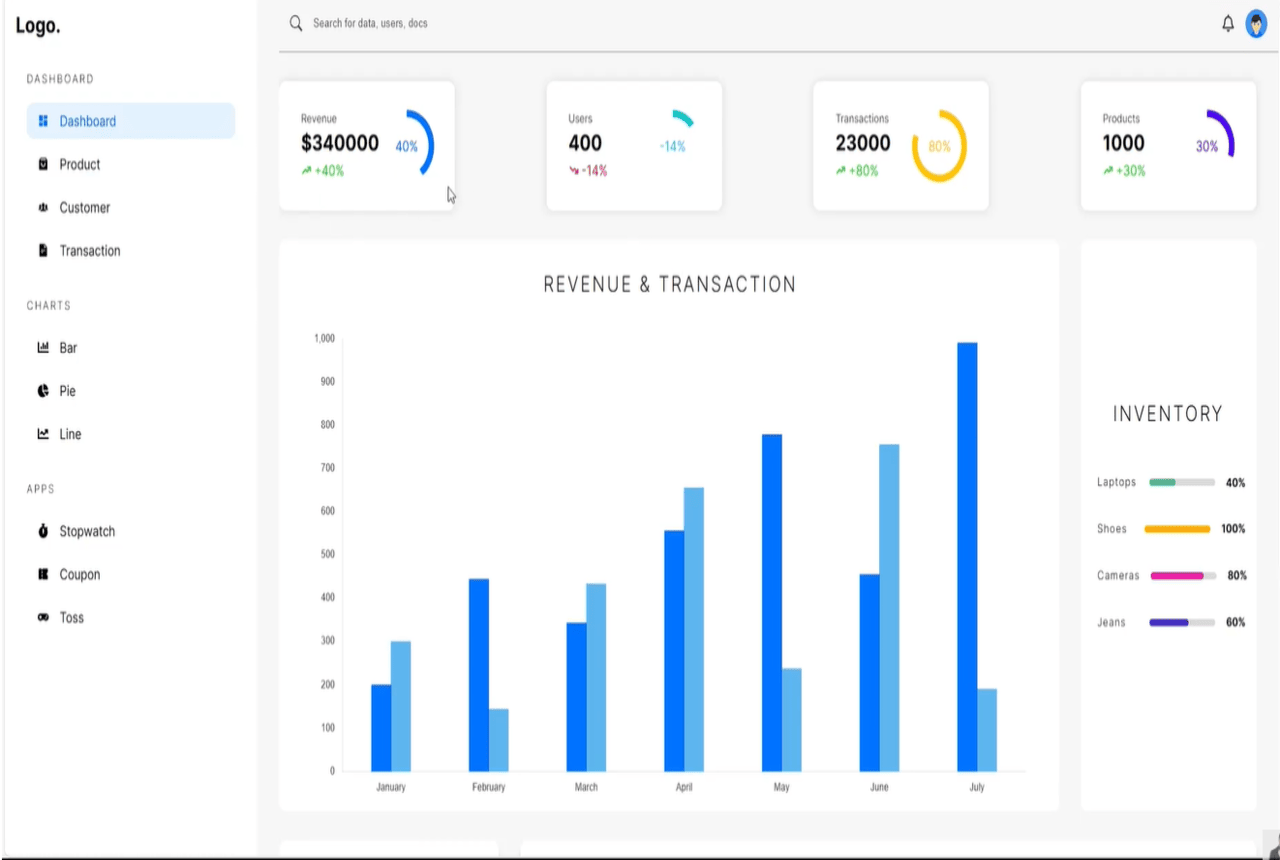 Logo.
Search for data, users, docs
DASHBOARD
Dashboard
Product
Customer
Transaction
CHARTS
Bar
Pie
Line
APPS
Stopwatch
Coupon
Toss
Revenue
$340000
+40%
40%
Users
400
-14%
-14%
Transactions
23000
+80%
80%
Products
1000
+30%
30%
REVENUE & TRANSACTION
1,000
900
800
700
600
500
400
300
200
100
0
January February March April May June July
INVENTORY
Laptops 40%
Shoes 100%
Cameras 80%
Jeans 60%